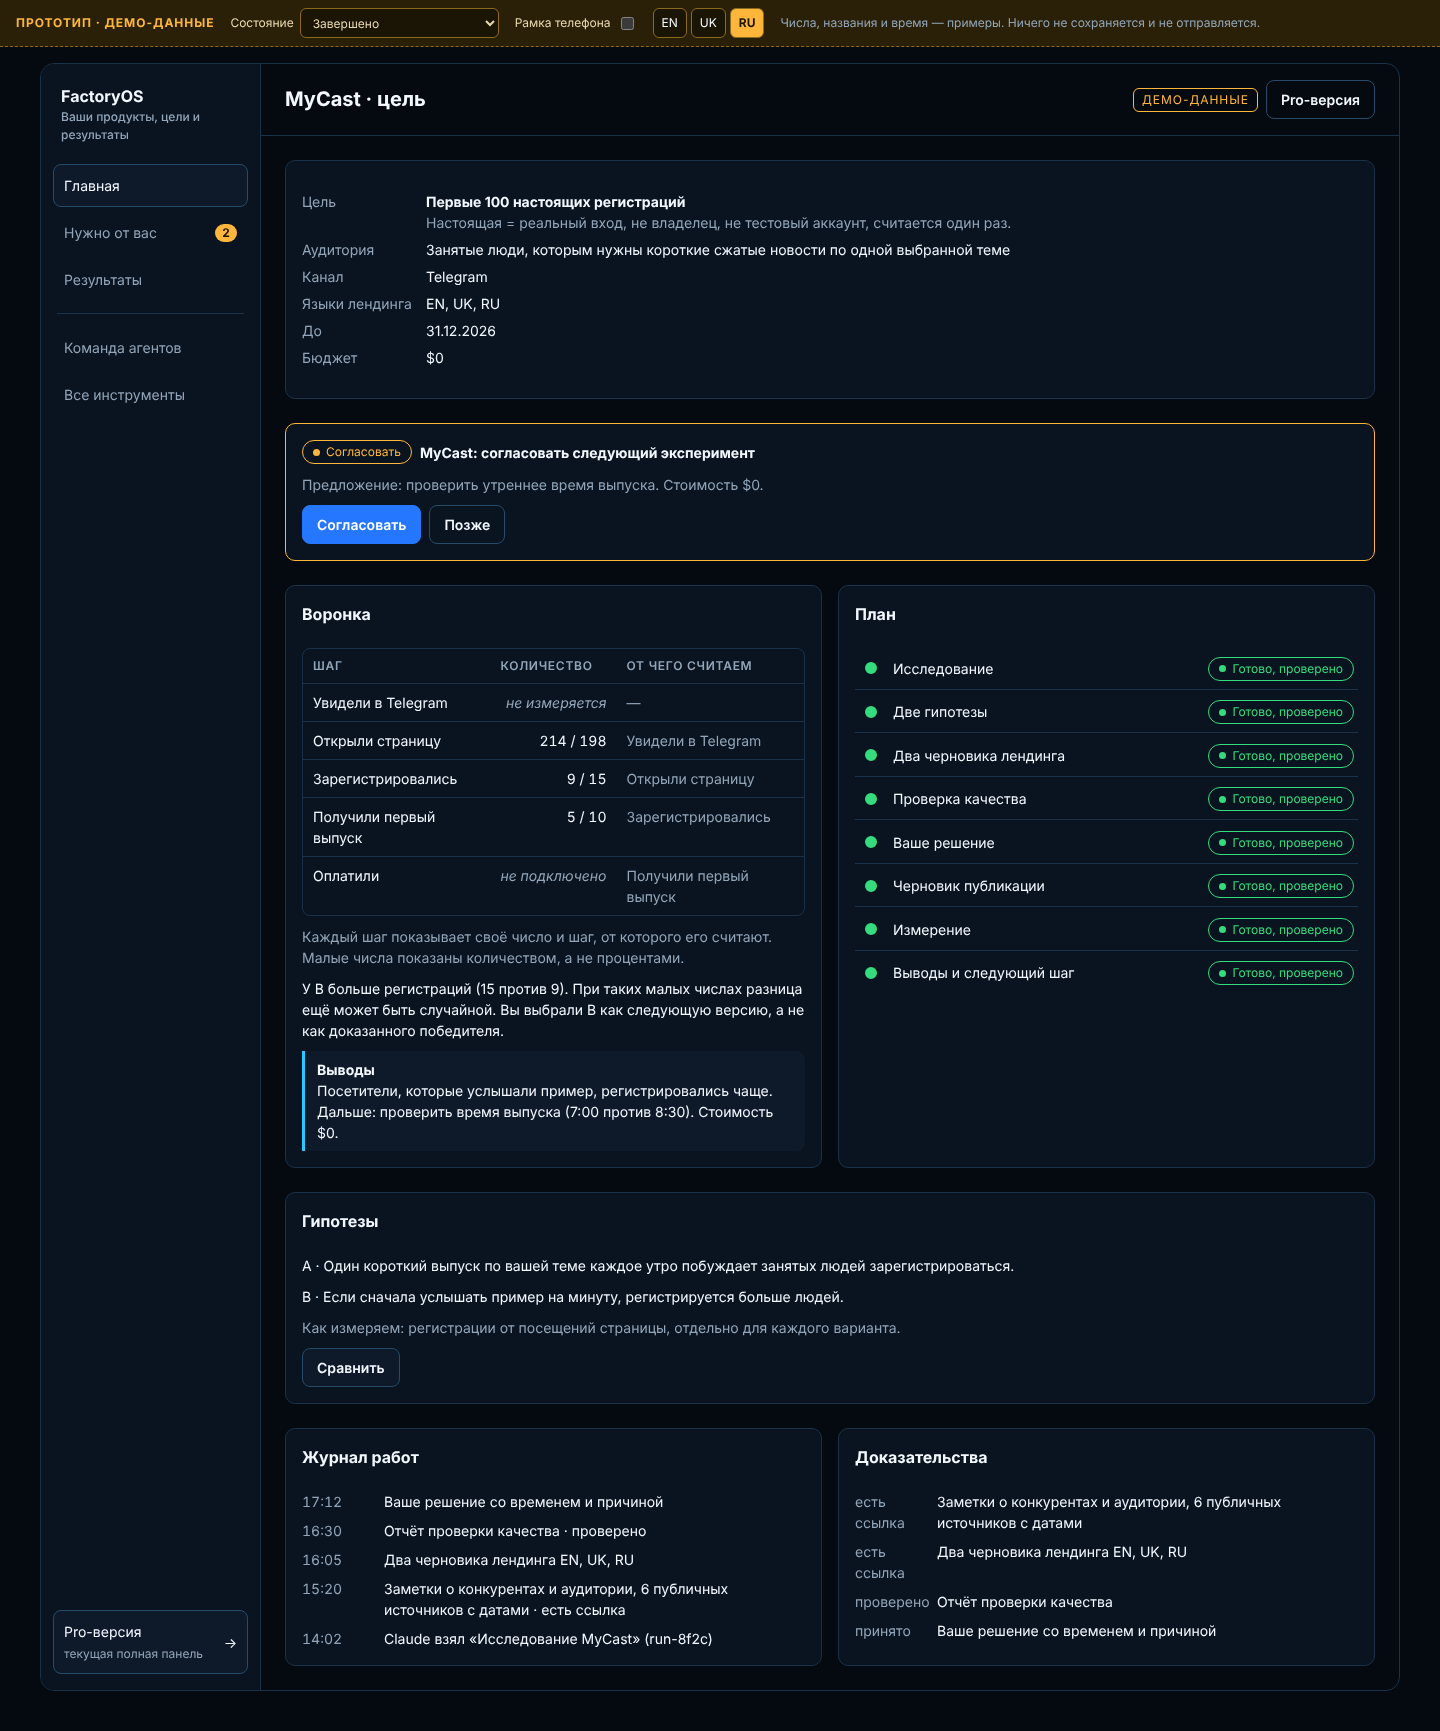 ПРОТОТИП · ДЕМО-ДАННЫЕ Состояние Завершено Рамка телефона EN UK RU Числа, названия и время — примеры. Ничего не сохраняется и не отправляется.
FactoryOS
Ваши продукты, цели и
результаты
Главная
Нужно от вас 2
Результаты
Команда агентов
Все инструменты
Pro-версия →
текущая полная панель
MyCast · цель
ДЕМО-ДАННЫЕ Pro-версия
Цель Первые 100 настоящих регистраций
Настоящая = реальный вход, не владелец, не тестовый аккаунт, считается один раз.
Аудитория Занятые люди, которым нужны короткие сжатые новости по одной выбранной теме
Канал Telegram
Языки лендинга EN, UK, RU
До 31.12.2026
Бюджет $0
Согласовать MyCast: согласовать следующий эксперимент
Предложение: проверить утреннее время выпуска. Стоимость $0.
Согласовать Позже
Воронка
ШАГ КОЛИЧЕСТВО ОТ ЧЕГО СЧИТАЕМ
Увидели в Telegram не измеряется —
Открыли страницу 214 / 198 Увидели в Telegram
Зарегистрировались 9 / 15 Открыли страницу
Получили первый 5 / 10 Зарегистрировались
выпуск
Оплатили не подключено Получили первый
выпуск
Каждый шаг показывает своё число и шаг, от которого его считают.
Малые числа показаны количеством, а не процентами.
У B больше регистраций (15 против 9). При таких малых числах разница
ещё может быть случайной. Вы выбрали B как следующую версию, а не
как доказанного победителя.
Выводы
Посетители, которые услышали пример, регистрировались чаще.
Дальше: проверить время выпуска (7:00 против 8:30). Стоимость
$0.
План
Исследование Готово, проверено
Две гипотезы Готово, проверено
Два черновика лендинга Готово, проверено
Проверка качества Готово, проверено
Ваше решение Готово, проверено
Черновик публикации Готово, проверено
Измерение Готово, проверено
Выводы и следующий шаг Готово, проверено
Гипотезы
A · Один короткий выпуск по вашей теме каждое утро побуждает занятых людей зарегистрироваться.
B · Если сначала услышать пример на минуту, регистрируется больше людей.
Как измеряем: регистрации от посещений страницы, отдельно для каждого варианта.
Сравнить
Журнал работ
17:12 Ваше решение со временем и причиной
16:30 Отчёт проверки качества · проверено
16:05 Два черновика лендинга EN, UK, RU
15:20 Заметки о конкурентах и аудитории, 6 публичных
источников с датами · есть ссылка
14:02 Claude взял «Исследование MyCast» (run-8f2c)
Доказательства
есть Заметки о конкурентах и аудитории, 6 публичных
ссылка источников с датами
есть Два черновика лендинга EN, UK, RU
ссылка
проверено Отчёт проверки качества
принято Ваше решение со временем и причиной